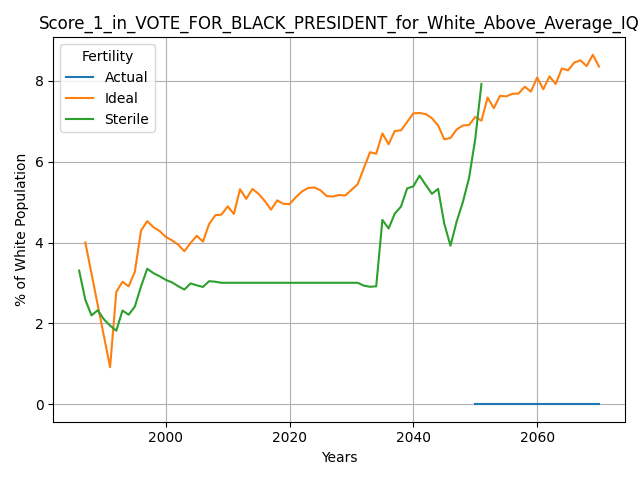 Score_1_in_VOTE_FOR_BLACK_PRESIDENT_for_White_Above_Average_IQ
Fertility
Actual
Ideal
Sterile
% of White Population
8
6
4
2
0
2000 2020 2040 2060
Years